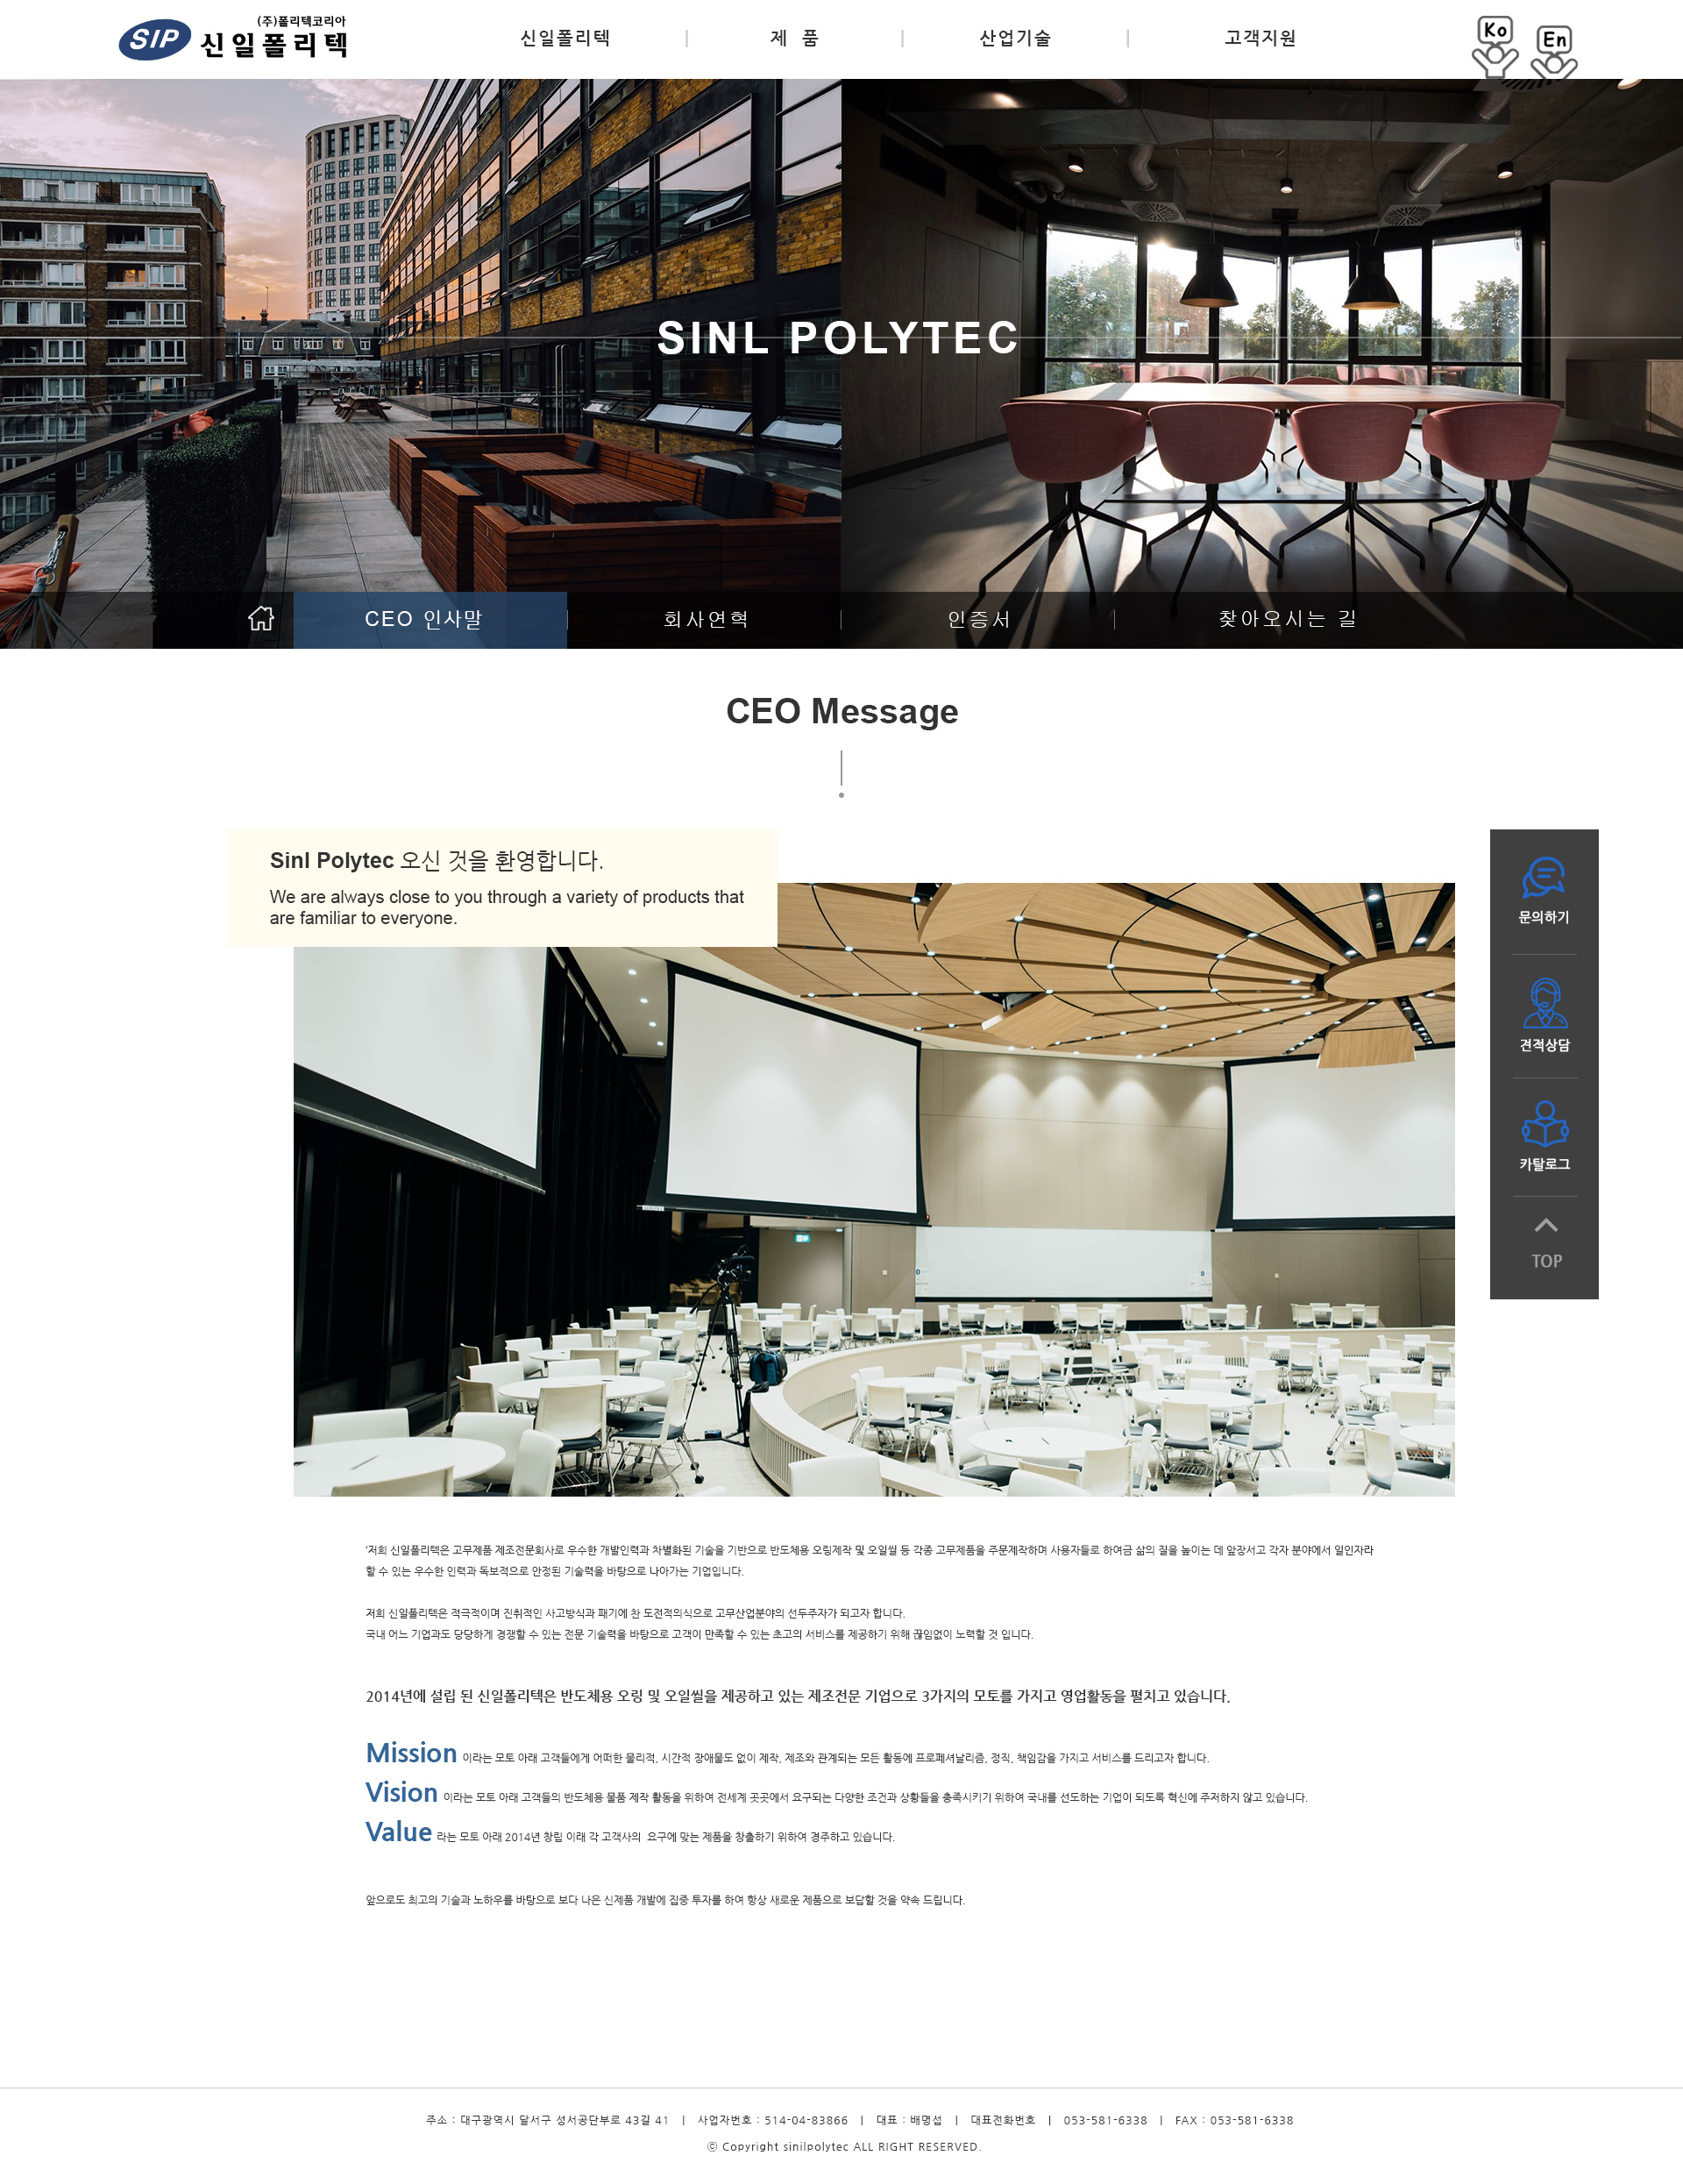 SIP (주)폴리텍코리아
신일폴리텍
신일폴리텍 | 제 품 | 산업기술 | 고객지원
Ko En
SINL POLYTEC
CEO 인사말 회사연혁 인증서 찾아오시는 길
CEO Message
Sinl Polytec 오신 것을 환영합니다.
We are always close to you through a variety of products that
are familiar to everyone.
문의하기
견적상담
카탈로그
TOP
'저희 신일폴리텍은 고무제품 제조전문회사로 우수한 개발인력과 차별화된 기술을 기반으로 반도체용 오링제작 및 오일씰 등 각종 고무제품을 주문제작하며 사용자들로 하여금 삶의 질을 높이는 데 앞장서고 각자 분야에서 일인자라
할 수 있는 우수한 인력과 독보적으로 안정된 기술력을 바탕으로 나아가는 기업입니다.
저희 신일폴리텍은 적극적이며 진취적인 사고방식과 패기에 찬 도전적의식으로 고무산업분야의 선두주자가 되고자 합니다.
국내 어느 기업과도 당당하게 경쟁할 수 있는 전문 기술력을 바탕으로 고객이 만족할 수 있는 초고의 서비스를 제공하기 위해 끊임없이 노력할 것 입니다.
2014년에 설립 된 신일폴리텍은 반도체용 오링 및 오일씰을 제공하고 있는 제조전문 기업으로 3가지의 모토를 가지고 영업활동을 펼치고 있습니다.
Mission 이라는 모토 아래 고객들에게 어떠한 물리적, 시간적 장애물도 없이 제작, 제조와 관계되는 모든 활동에 프로폐셔날리즘, 정직, 책임감을 가지고 서비스를 드리고자 합니다.
Vision 이라는 모토 아래 고객들의 반도체용 물품 제작 활동을 위하여 전세계 곳곳에서 요구되는 다양한 조건과 상황들을 충족시키기 위하여 국내를 선도하는 기업이 되도록 혁신에 주저하지 않고 있습니다.
Value 라는 모토 아래 2014년 창립 이래 각 고객사의 요구에 맞는 제품을 창출하기 위하여 경주하고 있습니다.
앞으로도 최고의 기술과 노하우를 바탕으로 보다 나은 신제품 개발에 집중 투자를 하여 항상 새로운 제품으로 보답할 것을 약속 드립니다.
주소 : 대구광역시 달서구 성서공단부로 43길 41 | 사업자번호 : 514-04-83866 | 대표 : 배명섭 | 대표전화번호 | 053-581-6338 | FAX : 053-581-6338
ⓒ Copyright sinilpolytec ALL RIGHT RESERVED.